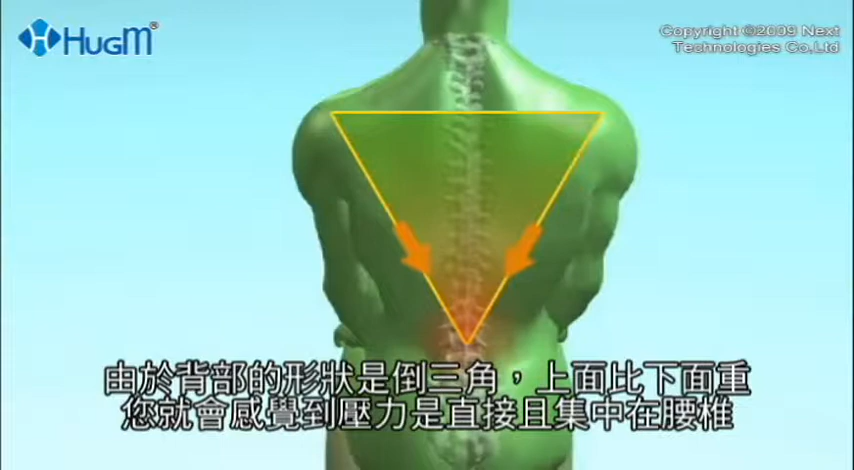 HUGM®
Copyright ©2009 Next
Technologies Co.Ltd
由於背部的形狀是倒三角，上面比下面重
您就會感覺到壓力是直接且集中在腰椎